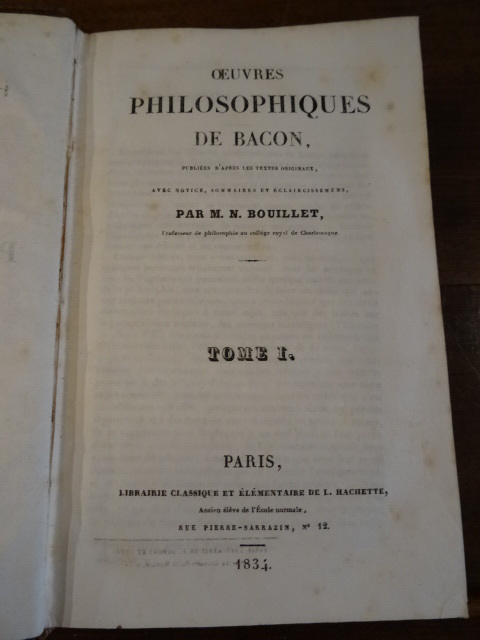 ŒUVRES
PHILOSOPHIQUES
DE BACON,
PUBLIÉES D'APRÈS LES TEXTES ORIGINAUX,
AVEC NOTICE, SOMMAIRES ET ÉCLAIRCISSEMENS,
PAR M. N. BOUILLET,
Professeur de philosophie au collège royal de Charlemagne.
TOME I.
PARIS,
LIBRAIRIE CLASSIQUE ET ÉLÉMENTAIRE DE L. HACHETTE,
Ancien élève de l'École normale,
RUE PIERRE-SARRAZIN, N° 12.
1834.